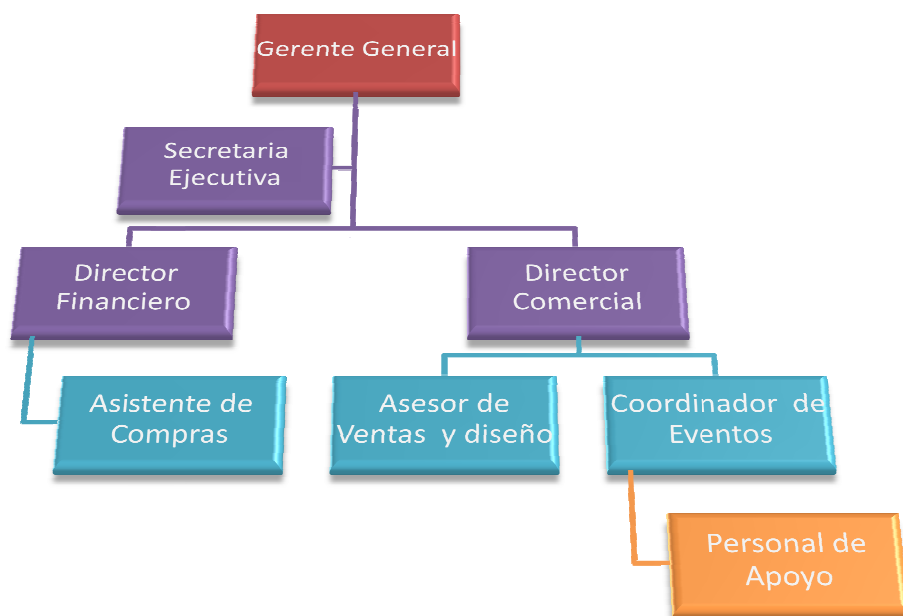 Gerente General
Secretaria
Ejecutiva
Director
Financiero
Director
Comercial
Asistente de
Compras
Asesor de
Ventas y diseño
Coordinador de
Eventos
Personal de
Apoyo